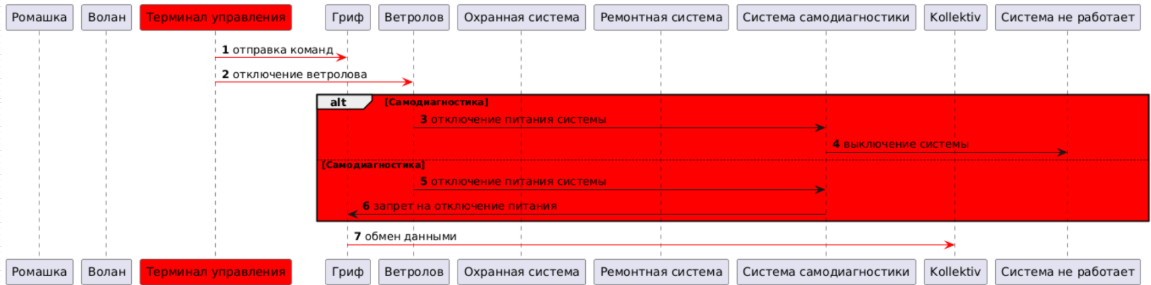 Ромашка Волан Терминал управления Гриф Ветролов Охранная система Ремонтная система Система самодиагностики Kollektiv Система не работает
1 отправка команд
2 отключение ветролова
alt [Самодиагностика]
3 отключение питания системы
4 выключение системы
[Самодиагностика]
5 отключение питания системы
6 запрет на отключение питания
7 обмен данными
Ромашка Волан Терминал управления Гриф Ветролов Охранная система Ремонтная система Система самодиагностики Kollektiv Система не работает